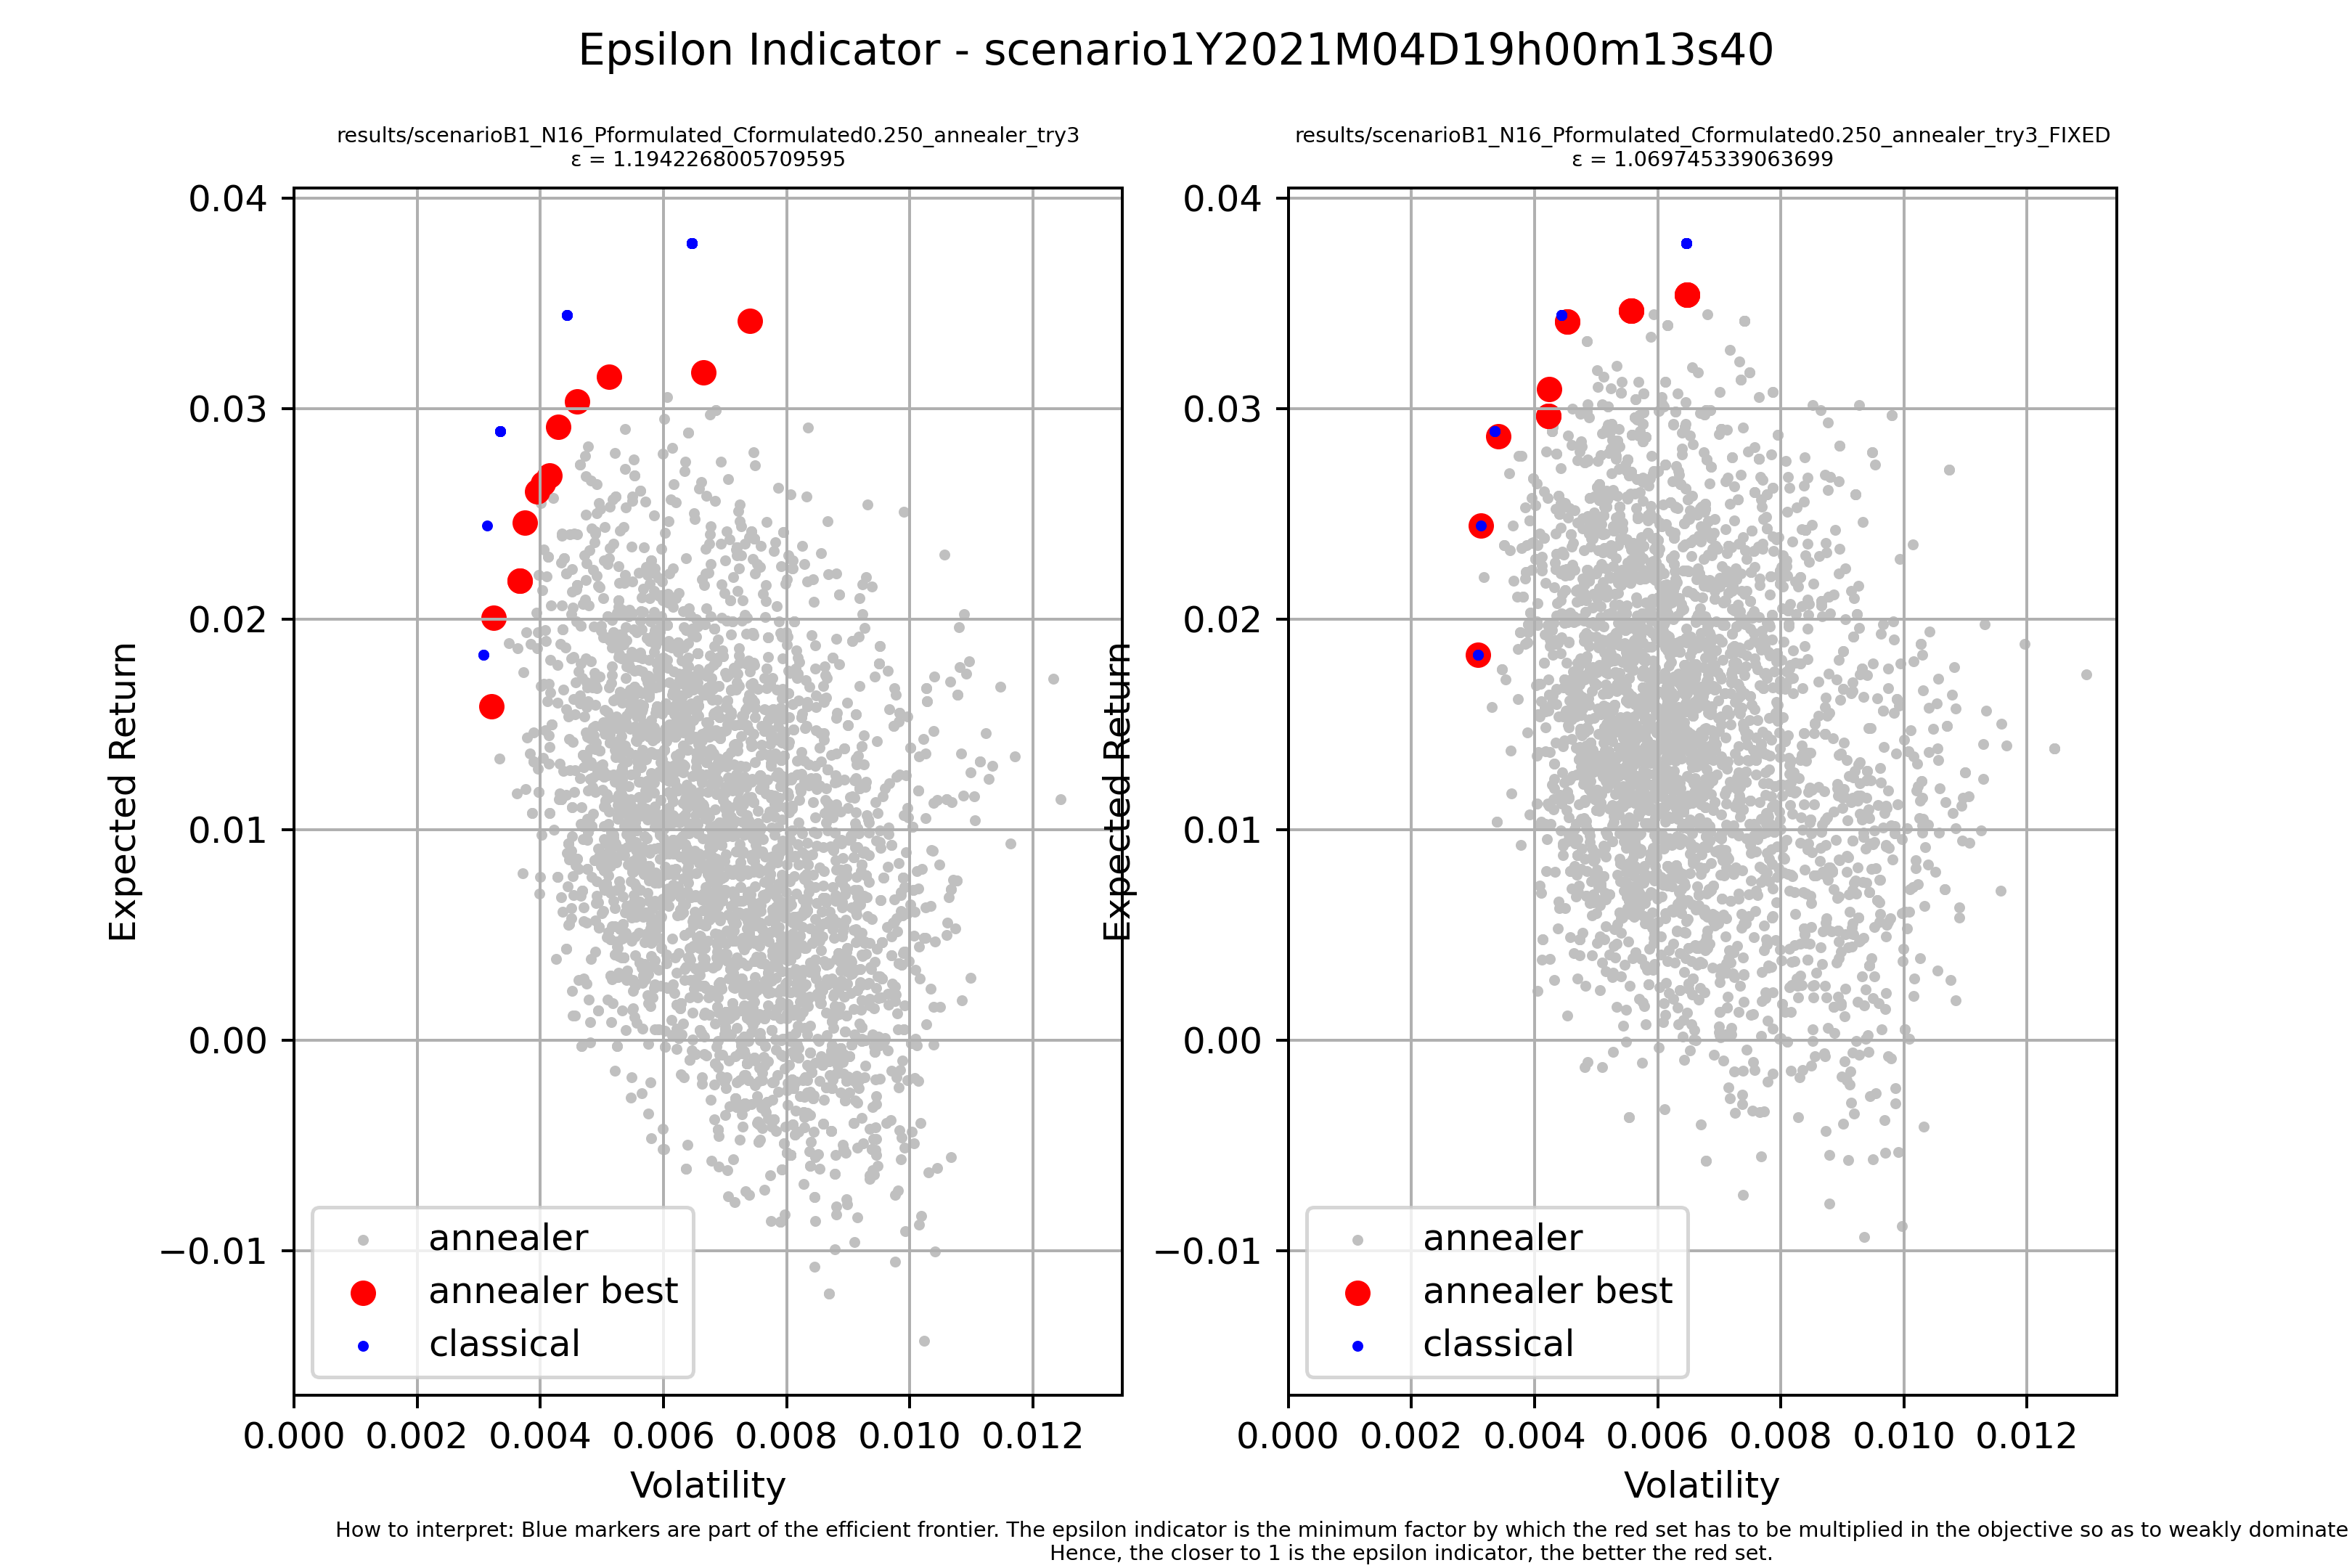 Epsilon Indicator - scenario1Y2021M04D19h00m13s40
results/scenarioB1_N16_Pformulated_Cformulated0.250_annealer_try3
ε = 1.1942268005709595
0.04
0.03
0.02
0.01
0.00
−0.01
Expected Return
annealer
annealer best
classical
0.000 0.002 0.004 0.006 0.008 0.010 0.012
Volatility
results/scenarioB1_N16_Pformulated_Cformulated0.250_annealer_try3_FIXED
ε = 1.069745339063699
0.04
0.03
0.02
0.01
0.00
−0.01
Expected Return
annealer
annealer best
classical
0.000 0.002 0.004 0.006 0.008 0.010 0.012
Volatility
How to interpret: Blue markers are part of the efficient frontier. The epsilon indicator is the minimum factor by which the red set has to be multiplied in the objective so as to weakly dominate
Hence, the closer to 1 is the epsilon indicator, the better the red set.